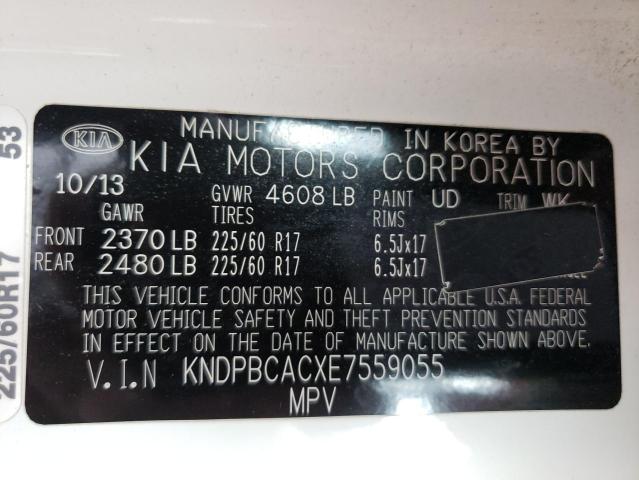 KIA
MANUFACTURED IN KOREA BY
KIA MOTORS CORPORATION
10/13 GVWR 4608 LB PAINT UD TRIM WK
GAWR TIRES RIMS
FRONT 2370 LB 225/60 R17 6.5Jx17
REAR 2480 LB 225/60 R17 6.5Jx17
THIS VEHICLE CONFORMS TO ALL APPLICABLE U.S.A. FEDERAL
MOTOR VEHICLE SAFETY AND THEFT PREVENTION STANDARDS
IN EFFECT ON THE DATE OF MANUFACTURE SHOWN ABOVE.
V.I.N KNDPBCACXE7559055
MPV
225/60R17 53